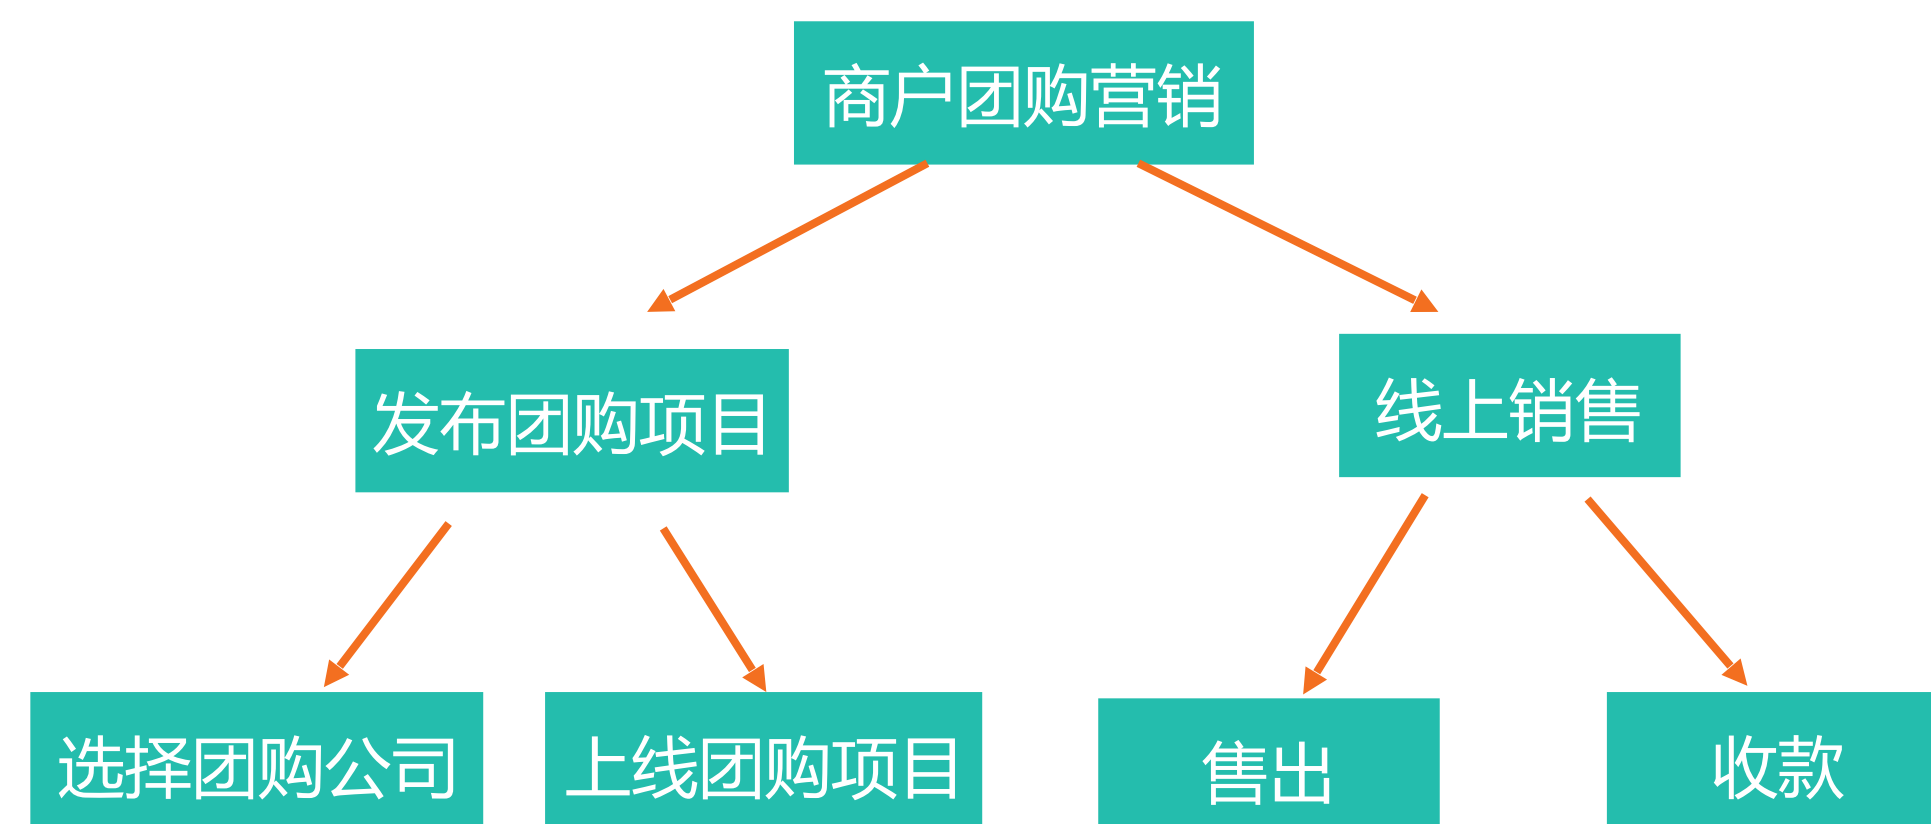 商户团购营销
发布团购项目
线上销售
选择团购公司
上线团购项目
售出
收款